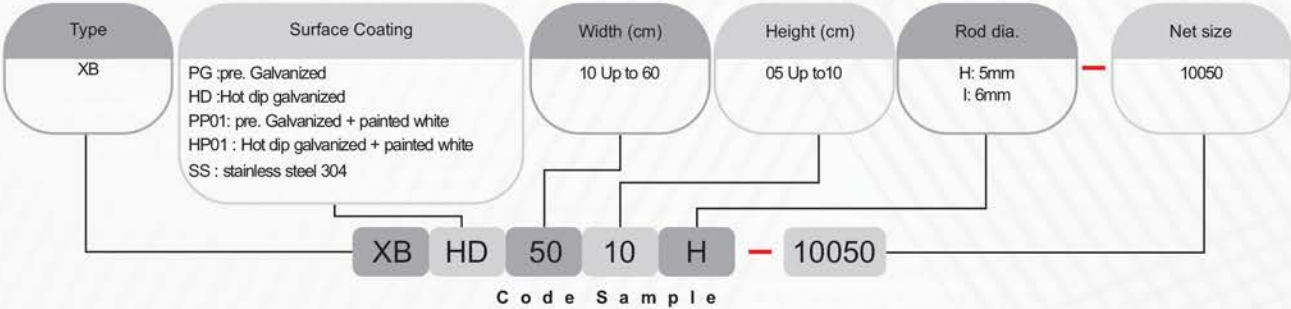 Type
XB
Surface Coating
PG :pre. Galvanized
HD :Hot dip galvanized
PP01: pre. Galvanized + painted white
HP01 : Hot dip galvanized + painted white
SS : stainless steel 304
Width (cm)
10 Up to 60
Height (cm)
05 Up to10
Rod dia.
H: 5mm
I: 6mm
Net size
10050
XB HD 50 10 H - 10050
Code Sample